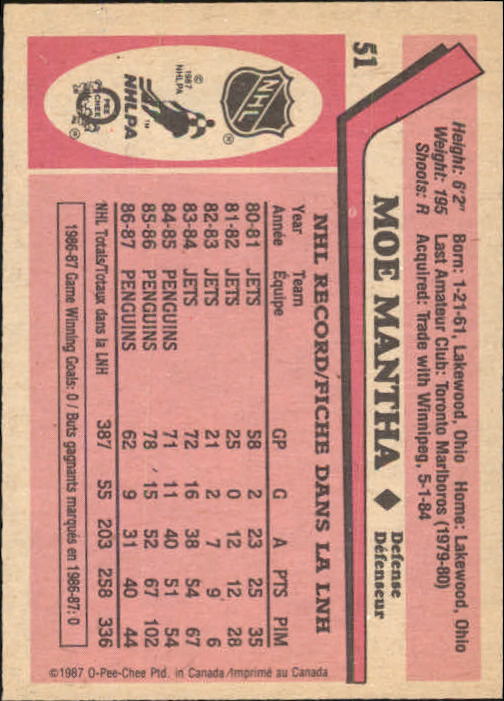 51
Height: 6'2" Born: 1-21-61, Lakewood, Ohio Home: Lakewood, Ohio
Weight: 195 Last Amateur Club: Toronto Marlboros (1979-80)
Shoots: R Acquired: Trade with Winnipeg, 5-1-84
MOE MANTHA
Defense
Défenseur
NHL RECORD/FICHE DANS LA LNH
Year Team GP G A PTS PIM
Année Équipe
80-81 JETS 58 2 23 25 35
81-82 JETS 25 0 12 12 28
82-83 JETS 21 2 7 9 6
83-84 JETS 72 16 38 54 67
84-85 PENGUINS 71 11 40 51 54
85-86 PENGUINS 78 15 52 67 102
86-87 PENGUINS 62 9 31 40 44
NHL Totals/Totaux dans la LNH 387 55 203 258 336
1986-87 Game Winning Goals: 0 / Buts gagnants marqués en 1986-87: 0
NHL
®
© 1987 NHLPA
NHLPA
TM
O PEE CHEE
®
©1987 O-Pee-Chee Ptd. in Canada/Imprimé au Canada